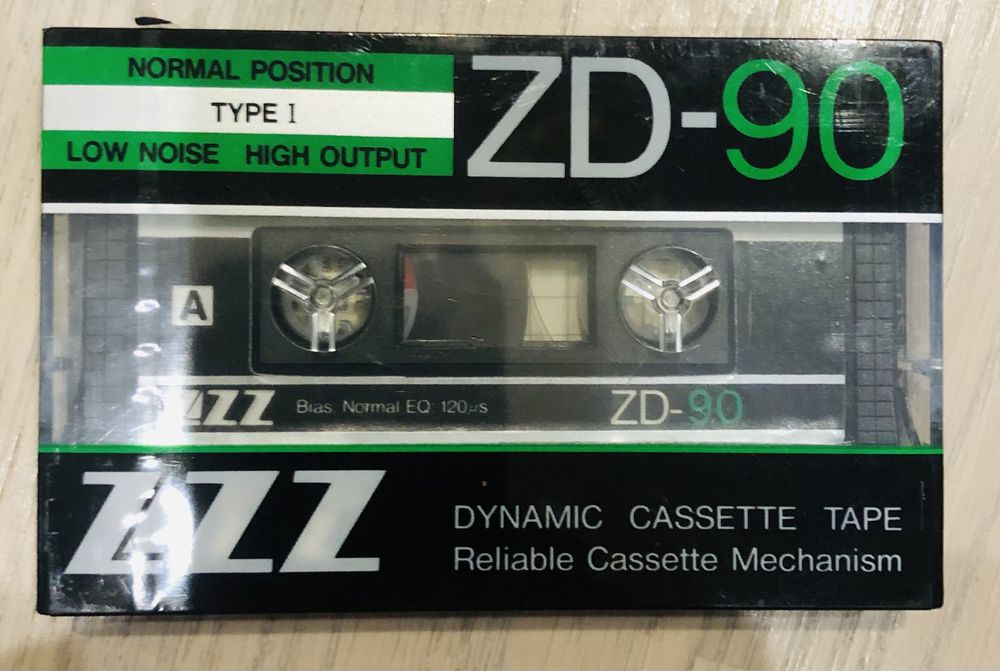 NORMAL POSITION
TYPE I
LOW NOISE HIGH OUTPUT
ZD-90
A
ZZZ Bias. Normal EQ: 120µs ZD-90
ZZZ
DYNAMIC CASSETTE TAPE
Reliable Cassette Mechanism